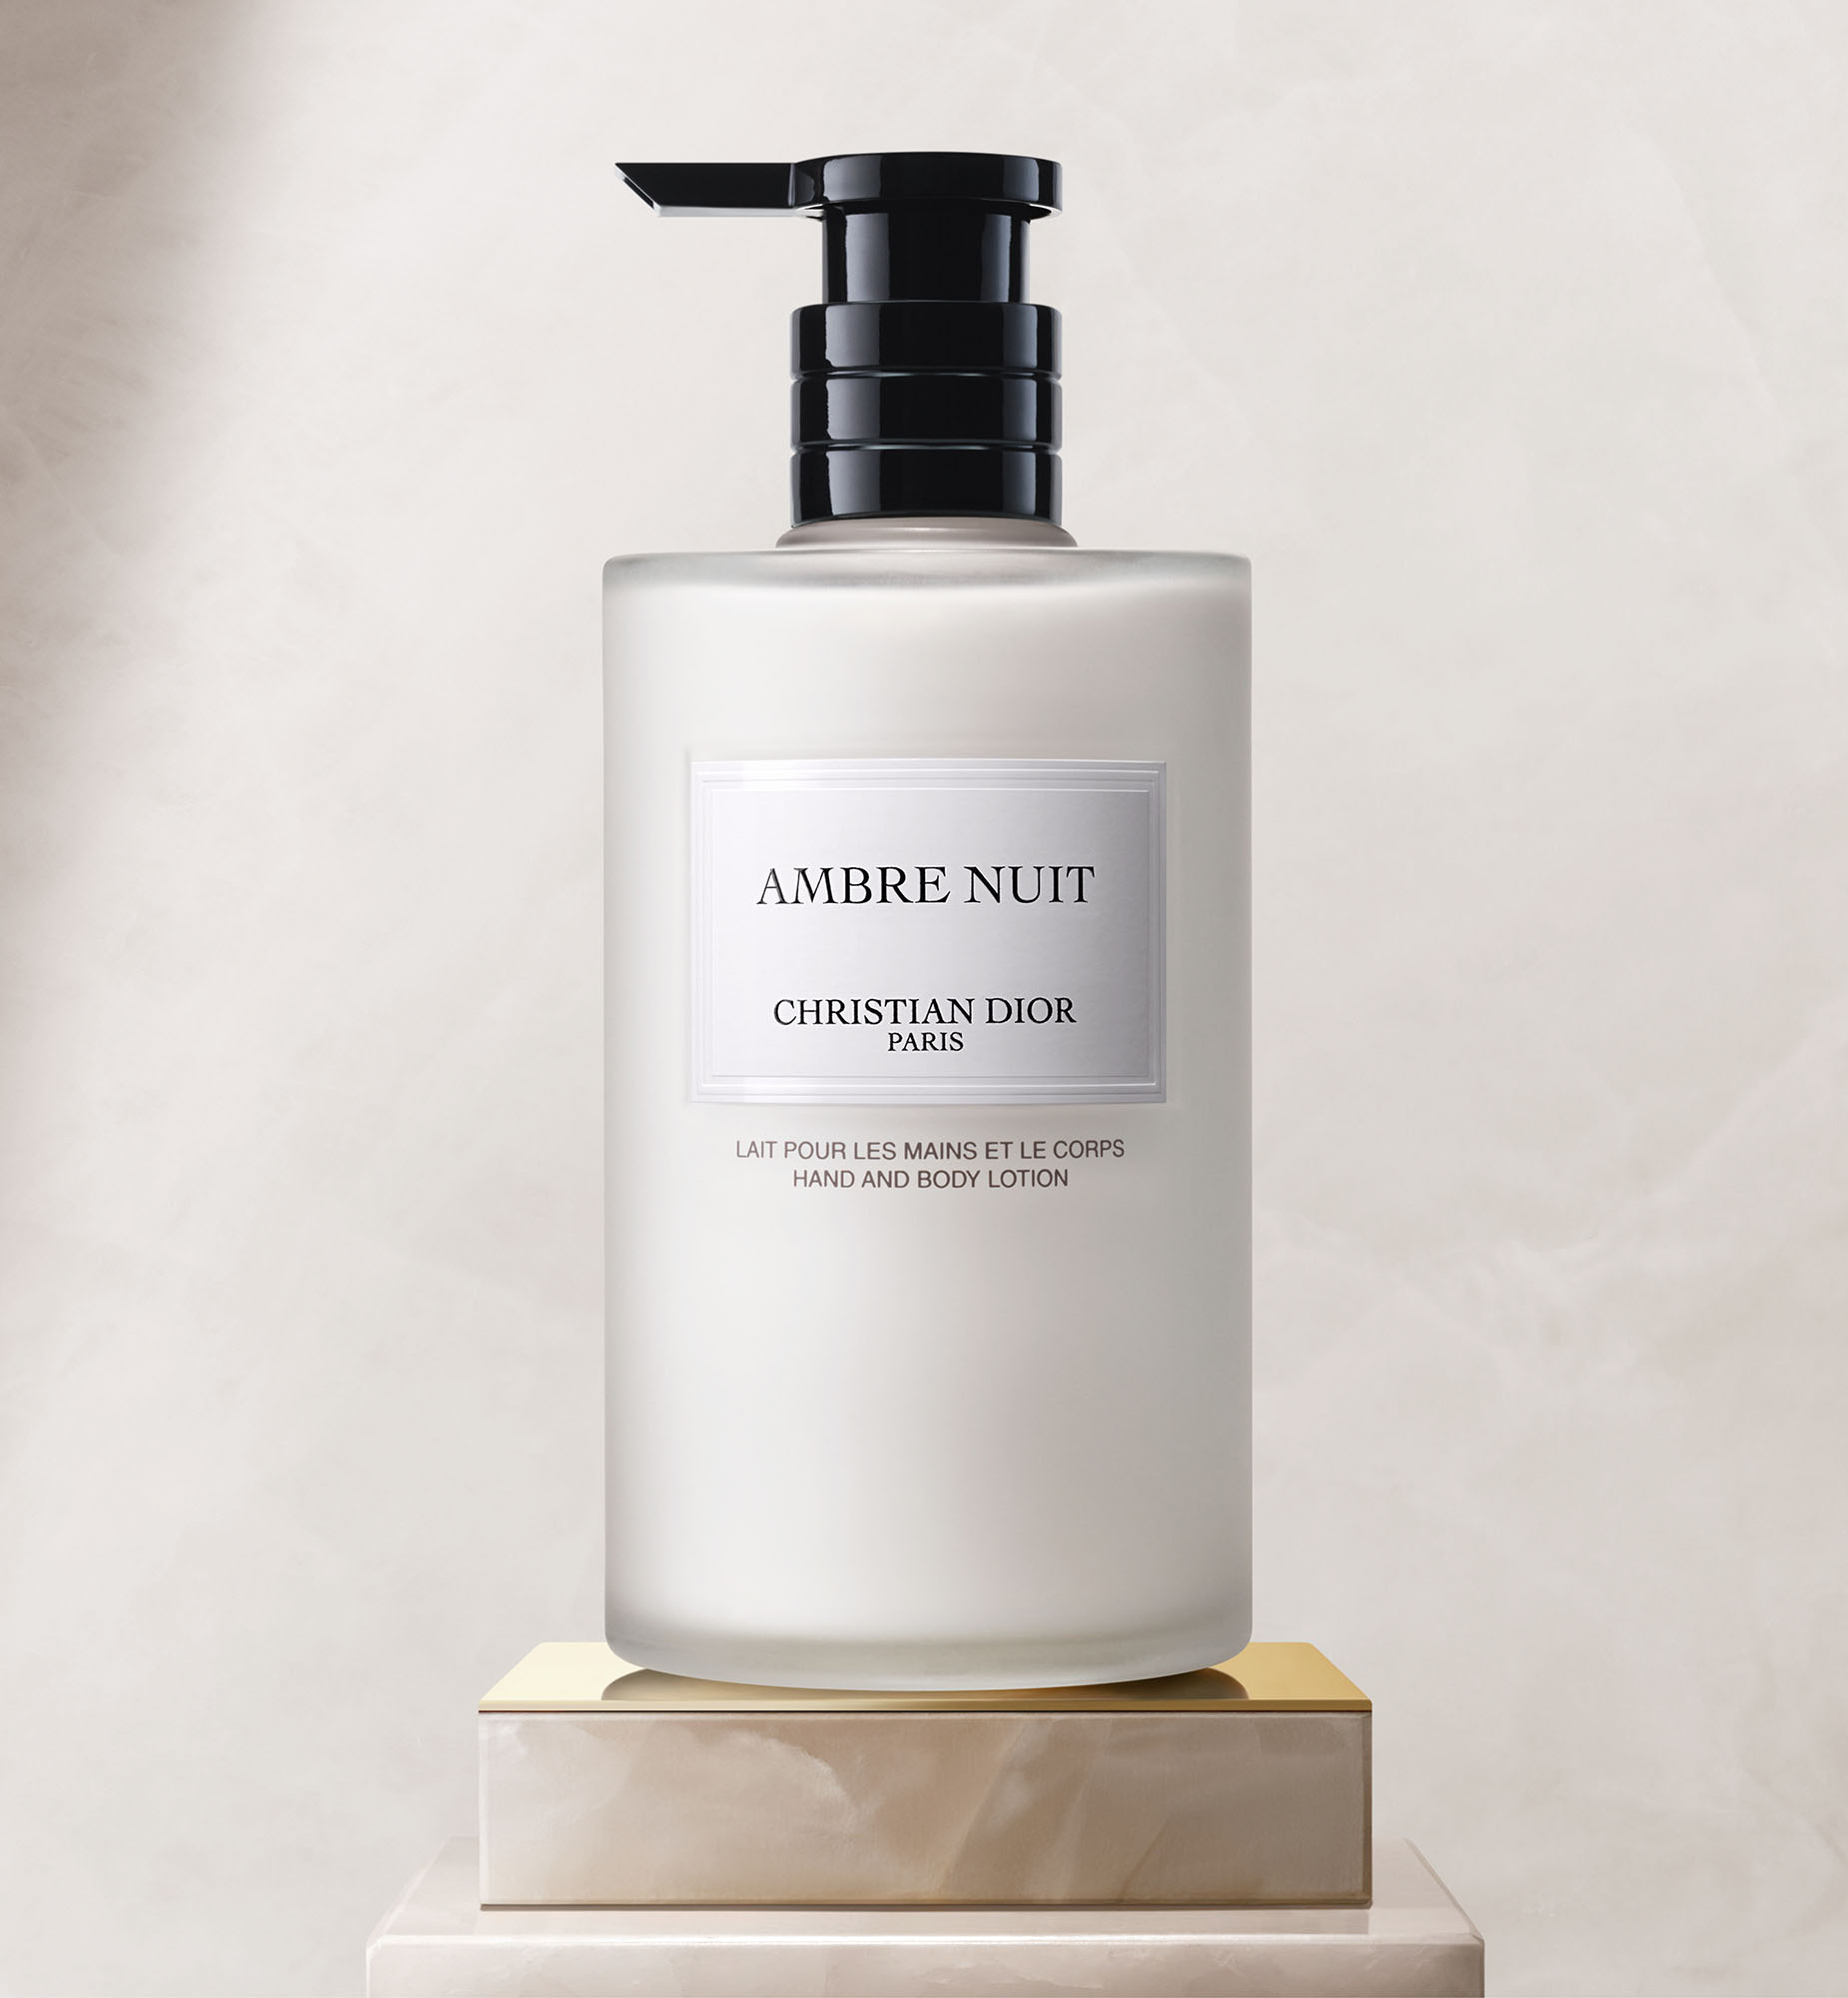 AMBRE NUIT
CHRISTIAN DIOR
PARIS
LAIT POUR LES MAINS ET LE CORPS
HAND AND BODY LOTION